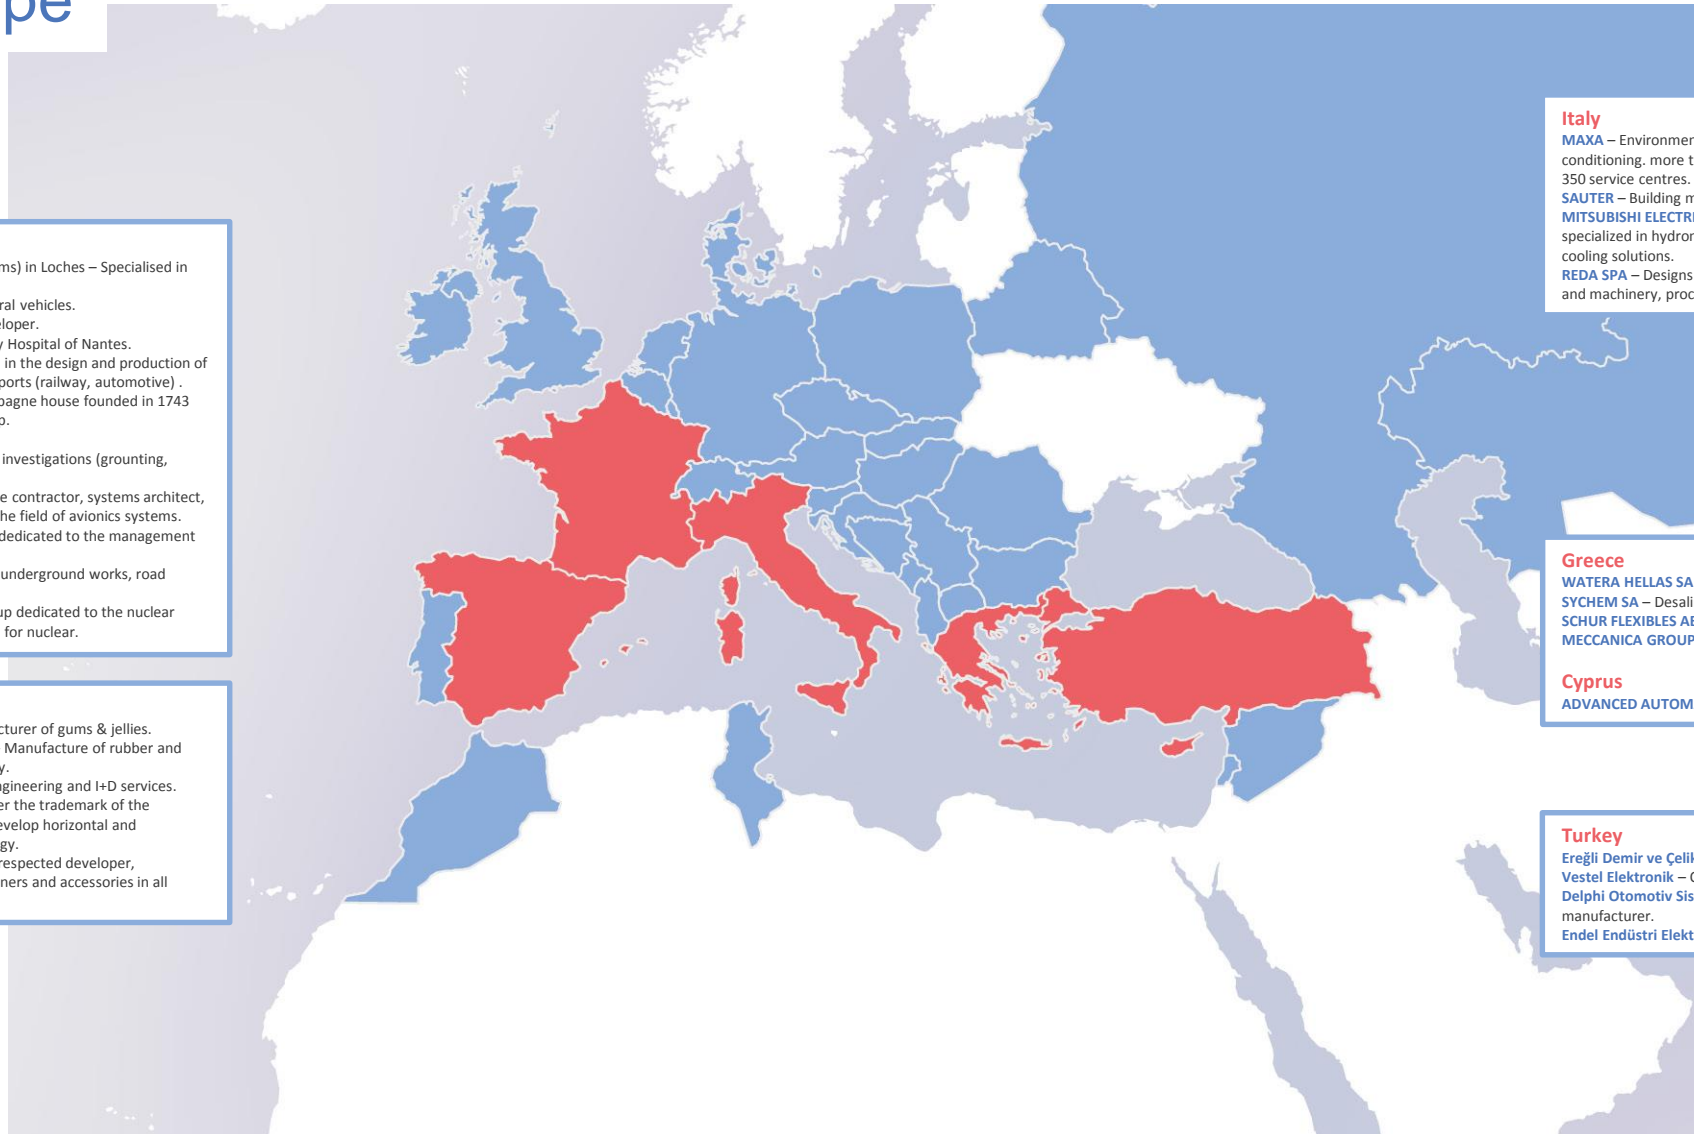 pe
ms) in Loches – Specialised in
ral vehicles.
eloper.
y Hospital of Nantes.
in the design and production of
ports (railway, automotive) .
pagne house founded in 1743
p.
investigations (grounting,
e contractor, systems architect,
he field of avionics systems.
dedicated to the management
underground works, road
up dedicated to the nuclear
for nuclear.
cturer of gums & jellies.
Manufacture of rubber and
y.
ngineering and I+D services.
er the trademark of the
evelop horizontal and
gy.
respected developer,
ners and accessories in all
Italy
MAXA – Environmen
conditioning. more t
350 service centres.
SAUTER – Building m
MITSUBISHI ELECTRI
specialized in hydron
cooling solutions.
REDA SPA – Designs
and machinery, proc
Greece
WATERA HELLAS SA
SYCHEM SA – Desali
SCHUR FLEXIBLES AB
MECCANICA GROUP
Cyprus
ADVANCED AUTOM
Turkey
Ereğli Demir ve Çelik
Vestel Elektronik – C
Delphi Otomotiv Sis
manufacturer.
Endel Endüstri Elekt